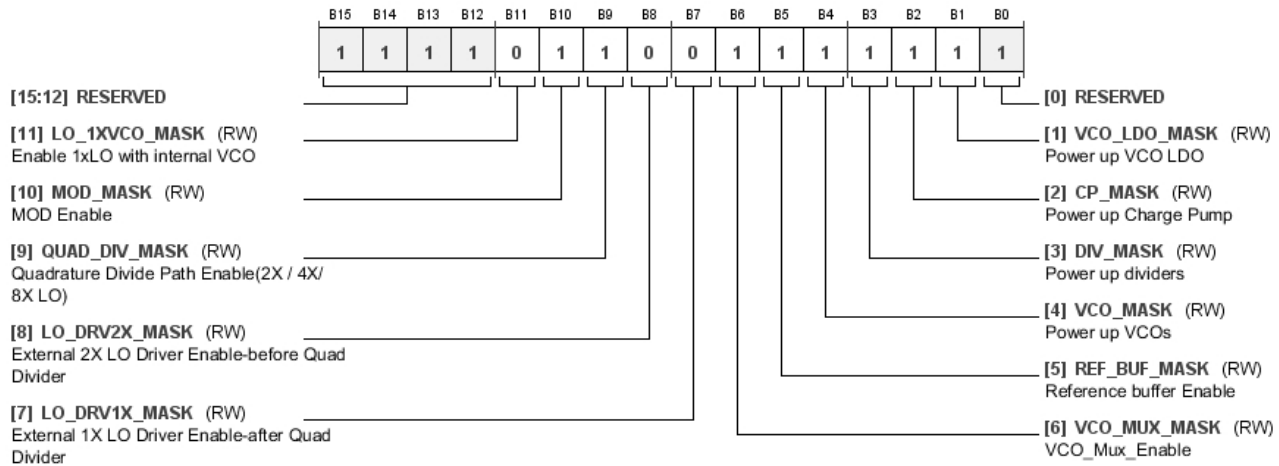 B15 B14 B13 B12 B11 B10 B9 B8 B7 B6 B5 B4 B3 B2 B1 B0
1 1 1 1 0 1 1 0 0 1 1 1 1 1 1 1
[15:12] RESERVED
[11] LO_1XVCO_MASK (RW)
Enable 1xLO with internal VCO
[10] MOD_MASK (RW)
MOD Enable
[9] QUAD_DIV_MASK (RW)
Quadrature Divide Path Enable(2X / 4X/
8X LO)
[8] LO_DRV2X_MASK (RW)
External 2X LO Driver Enable-before Quad
Divider
[7] LO_DRV1X_MASK (RW)
External 1X LO Driver Enable-after Quad
Divider
[0] RESERVED
[1] VCO_LDO_MASK (RW)
Power up VCO LDO
[2] CP_MASK (RW)
Power up Charge Pump
[3] DIV_MASK (RW)
Power up dividers
[4] VCO_MASK (RW)
Power up VCOs
[5] REF_BUF_MASK (RW)
Reference buffer Enable
[6] VCO_MUX_MASK (RW)
VCO_Mux_Enable